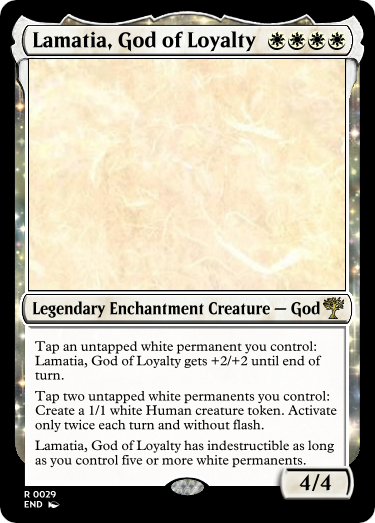 Lamatia, God of Loyalty
Legendary Enchantment Creature — God
Tap an untapped white permanent you control:
Lamatia, God of Loyalty gets +2/+2 until end of
turn.
Tap two untapped white permanents you control:
Create a 1/1 white Human creature token. Activate
only twice each turn and without flash.
Lamatia, God of Loyalty has indestructible as long
as you control five or more white permanents.
4/4
R 0029
END